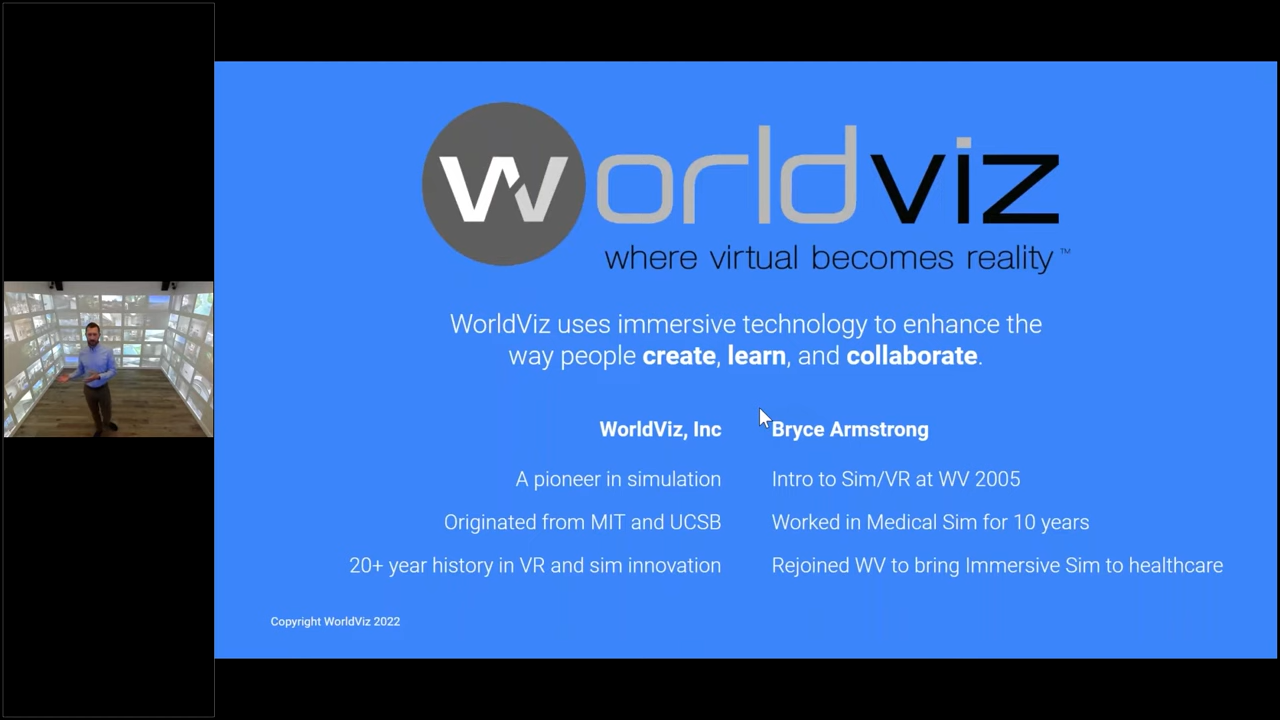 worldviz
where virtual becomes reality™
WorldViz uses immersive technology to enhance the
way people create, learn, and collaborate.
WorldViz, Inc
A pioneer in simulation
Originated from MIT and UCSB
20+ year history in VR and sim innovation
Bryce Armstrong
Intro to Sim/VR at WV 2005
Worked in Medical Sim for 10 years
Rejoined WV to bring Immersive Sim to healthcare
Copyright WorldViz 2022